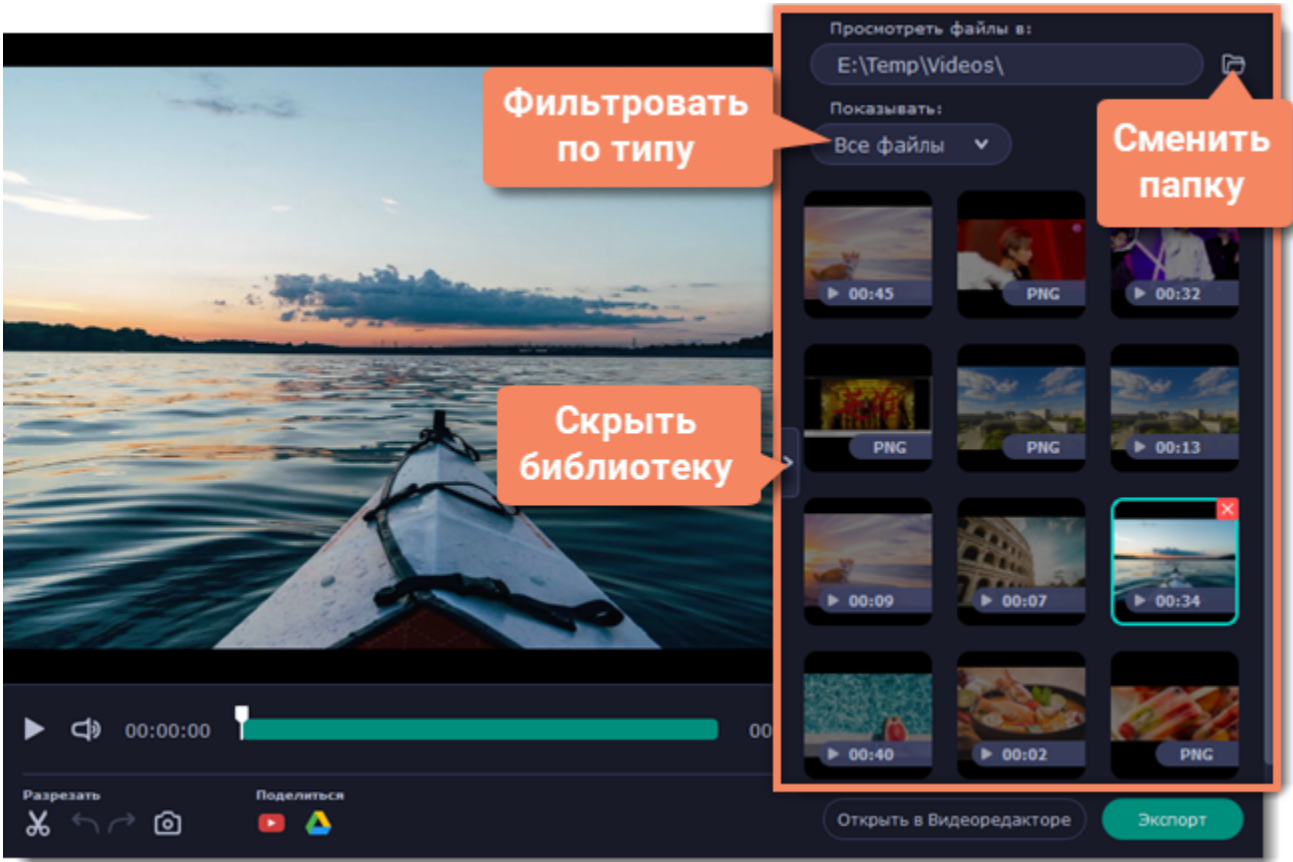 Просмотреть файлы в:
E:\Temp\Videos\
Фильтровать
по типу
Показывать:
Все файлы
Сменить
папку
00:45
PNG
00:32
PNG
PNG
00:13
Скрыть
библиотеку
00:09
00:07
00:34
00:40
00:02
PNG
00:00:00
00
Разрезать
Поделиться
Открыть в Видеоредакторе
Экспорт